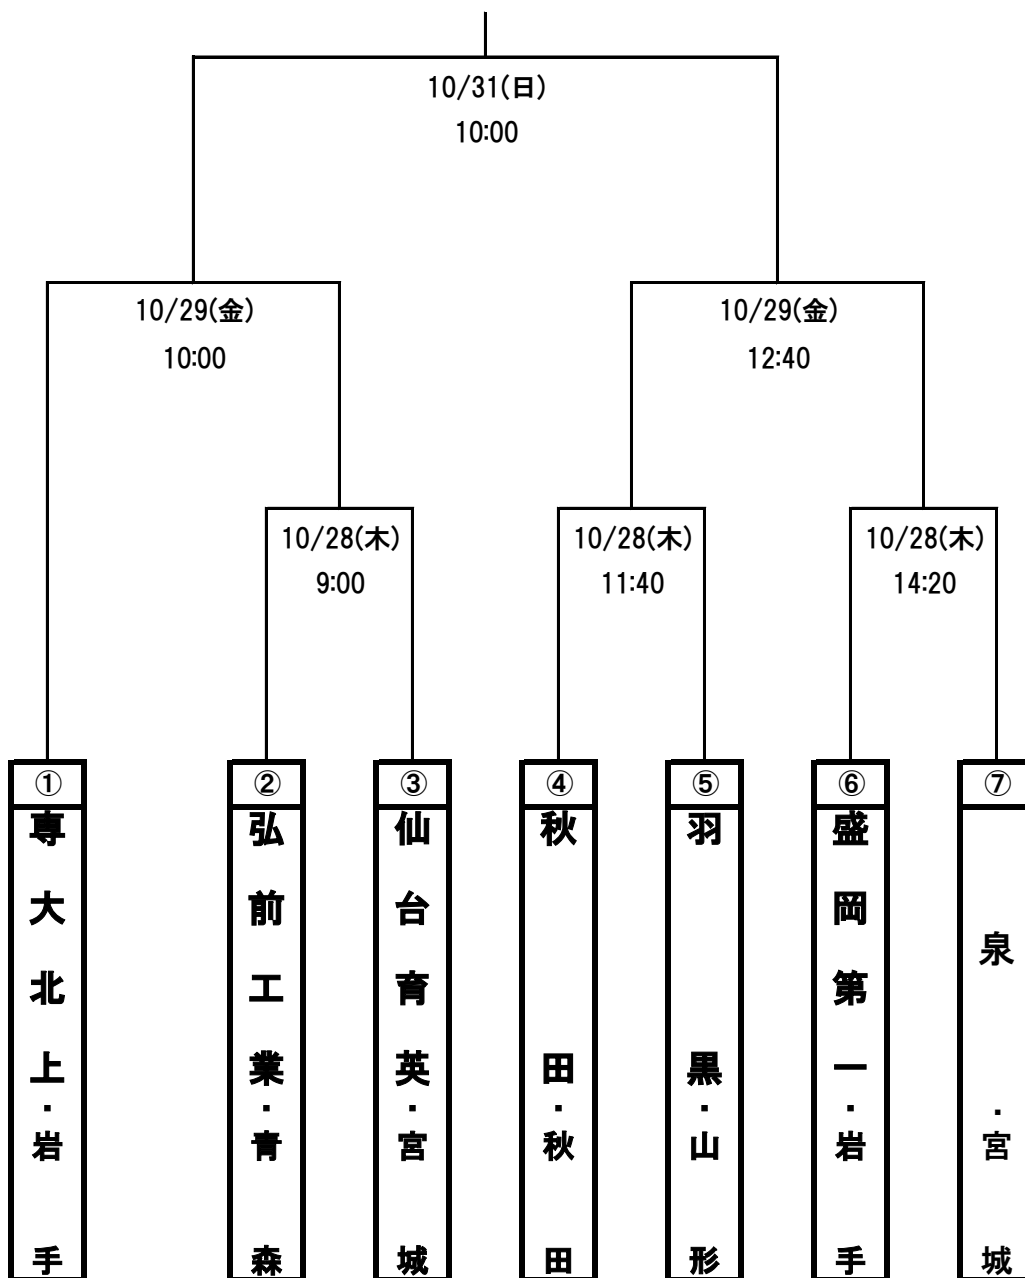 10/31(日)
10:00
10/29(金)
10:00
10/29(金)
12:40
10/28(木)
9:00
10/28(木)
11:40
10/28(木)
14:20
①
専大北上・岩手
②
弘前工業・青森
③
仙台育英・宮城
④
秋田・秋田
⑤
羽黒・山形
⑥
盛岡第一・岩手
⑦
泉・宮城